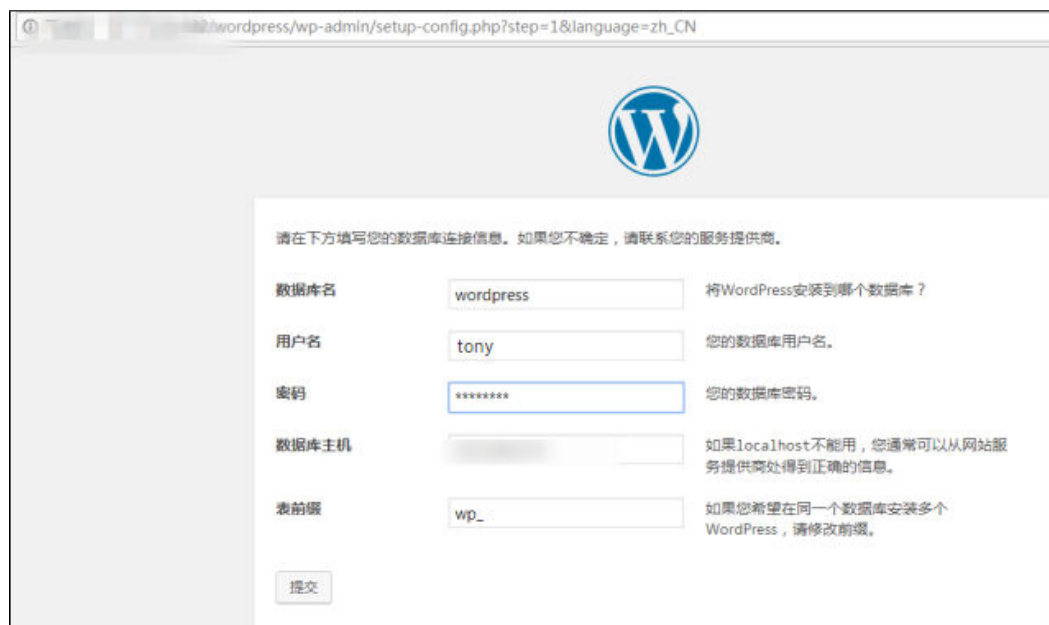 /wordpress/wp-admin/setup-config.php?step=1&language=zh_CN
请在下方填写您的数据库连接信息。如果您不确定，请联系您的服务提供商。
数据库名 wordpress 将WordPress安装到哪个数据库？
用户名 tony 您的数据库用户名。
密码 ******** 您的数据库密码。
数据库主机 如果localhost不能用，您通常可以从网站服
务提供商处得到正确的信息。
表前缀 wp_ 如果您希望在同一个数据库安装多个
WordPress，请修改前缀。
提交